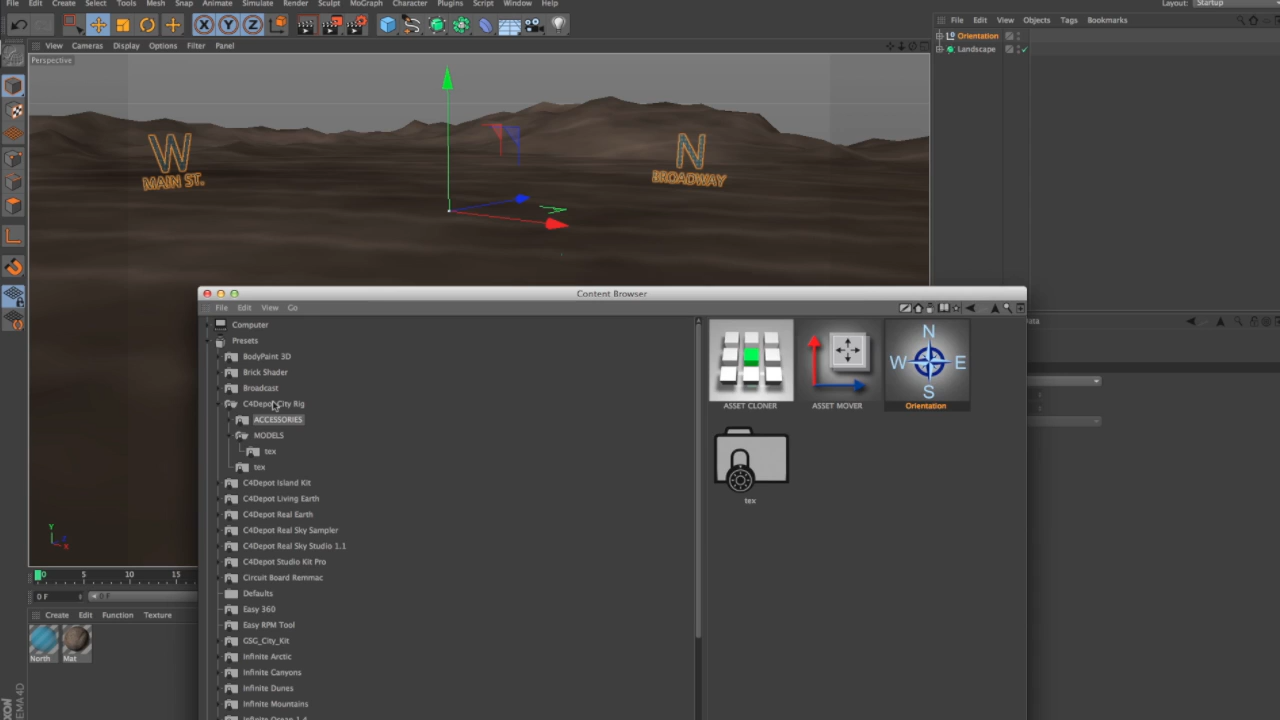 File Edit Create Select Tools Mesh Snap Animate Simulate Render Sculpt MoGraph Character Plugins Script Window Help
Layout: Startup
X Y Z
View Cameras Display Options Filter Panel
File Edit View Objects Tags Bookmarks
Perspective
Orientation
Landscape
W
MAIN ST.
N
BROADWAY
Content Browser
File Edit View Go
Computer
Presets
BodyPaint 3D
Brick Shader
Broadcast
C4Depot City Rig
ACCESSORIES
MODELS
tex
tex
C4Depot Island Kit
C4Depot Living Earth
C4Depot Real Earth
C4Depot Real Sky Sampler
C4Depot Real Sky Studio 1.1
C4Depot Studio Kit Pro
Circuit Board Remmac
Defaults
Easy 360
Easy RPM Tool
GSG_City_Kit
Infinite Arctic
Infinite Canyons
Infinite Dunes
Infinite Mountains
Infinite Ocean 1.4
ASSET CLONER
ASSET MOVER
N
W E
S
Orientation
tex
Y
Z
X
0 5 10 15
0 F
0 F
Create Edit Function Texture
North
Mat